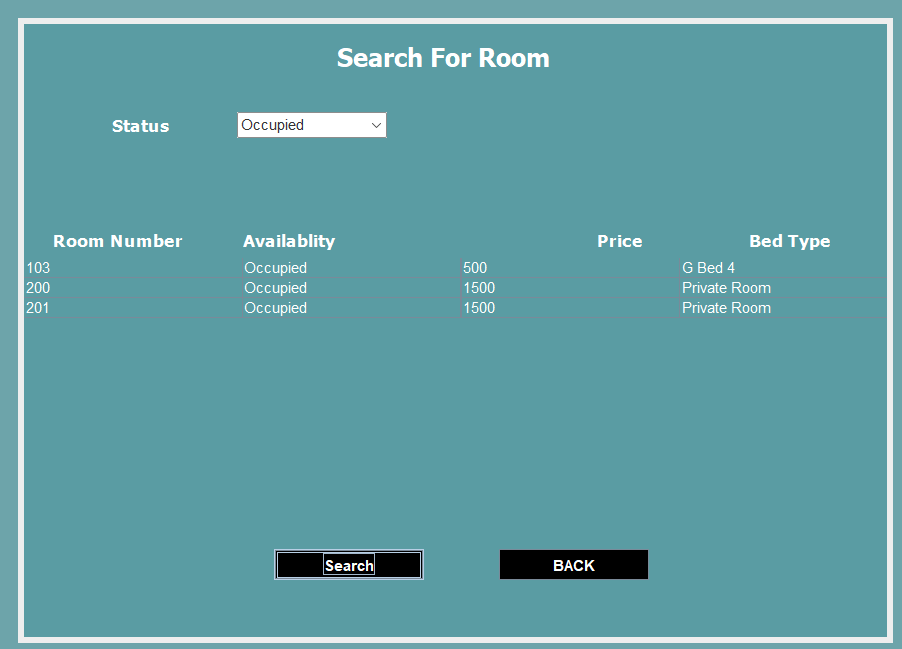 Search For Room
Status Occupied
Room Number Availablity Price Bed Type
103 Occupied 500 G Bed 4
200 Occupied 1500 Private Room
201 Occupied 1500 Private Room
Search BACK